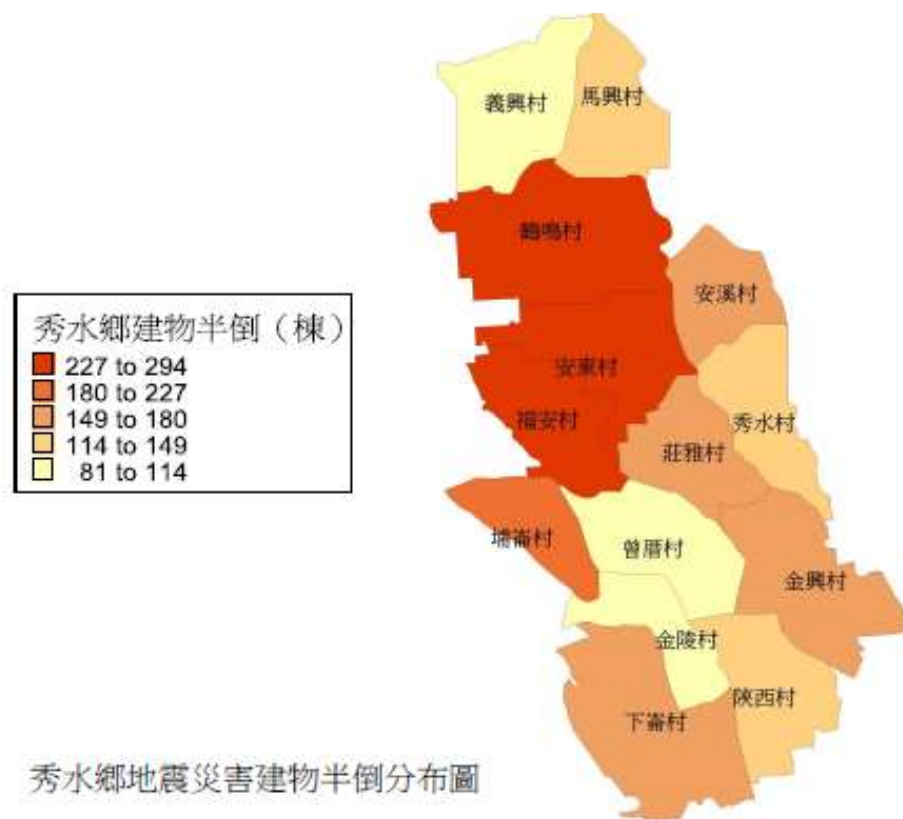 義興村
馬興村
鶴鳴村
安溪村
秀水鄉建物半倒（棟）
227 to 294
180 to 227
149 to 180
114 to 149
81 to 114
安東村
福安村
秀水村
莊雅村
埔崙村
曾厝村
金興村
金陵村
陝西村
下崙村
秀水鄉地震災害建物半倒分布圖